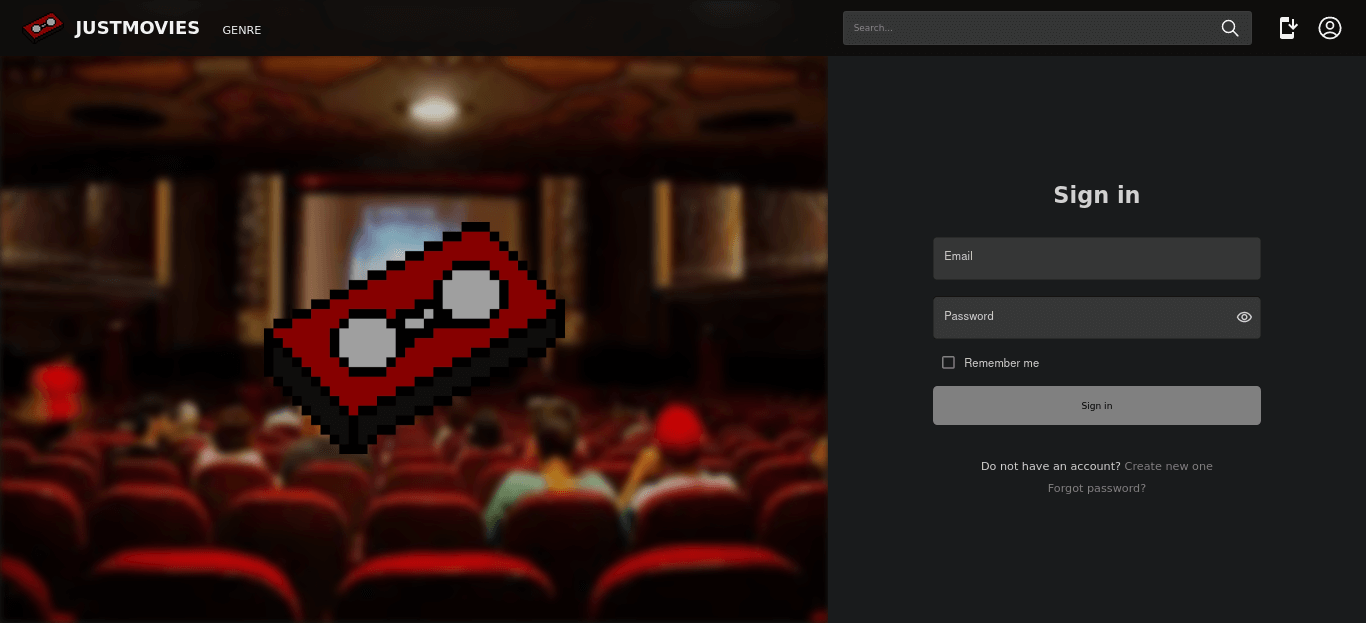 JUSTMOVIES
GENRE
Search...
Sign in
Email
Password
Remember me
Sign in
Do not have an account? Create new one
Forgot password?